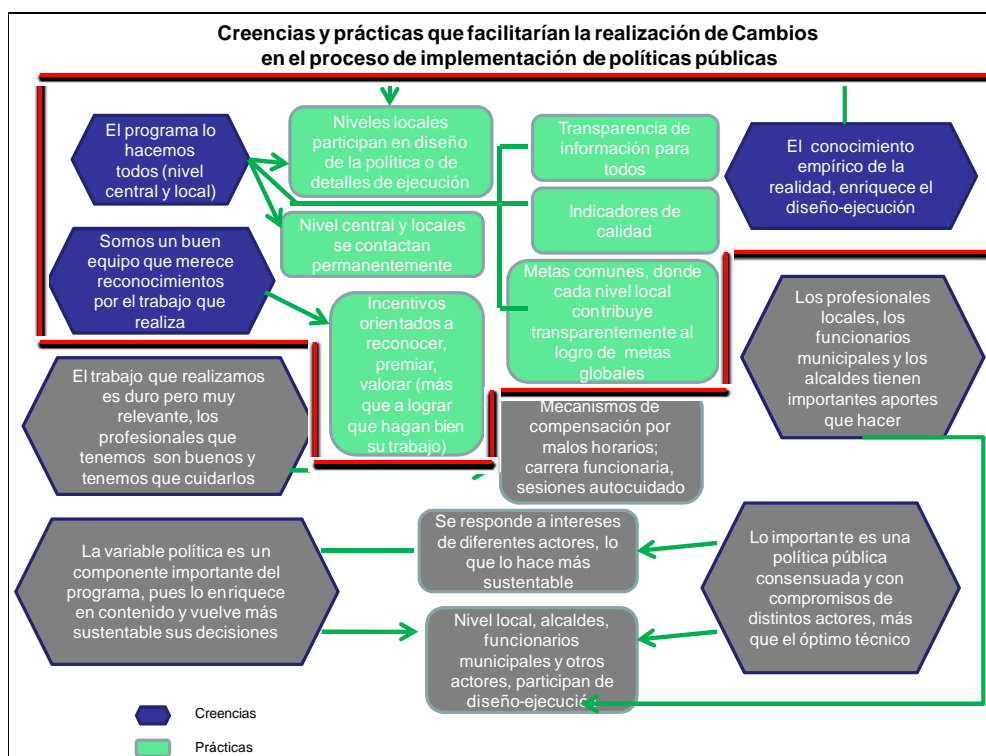 Creencias y prácticas que facilitarían la realización de Cambios
en el proceso de implementación de políticas públicas
El programa lo
hacemos
todos (nivel
central y local)
Niveles locales
participan en diseño
de la política o de
detalles de ejecución
Transparencia de
información para
todos
El conocimiento
empírico de la
realidad, enriquece el
diseño-ejecución
Indicadores de
calidad
Nivel central y locales
se contactan
permanentemente
Somos un buen
equipo que merece
reconocimientos
por el trabajo que
realiza
Metas comunes, donde
cada nivel local
contribuye
transparentemente al
logro de metas
globales
Incentivos
orientados a
reconocer,
premiar,
valorar (más
que a lograr
que hagan bien
su trabajo)
Los profesionales
locales, los
funcionarios
municipales y los
alcaldes tienen
importantes aportes
que hacer
El trabajo que realizamos
es duro pero muy
relevante, los
profesionales que
tenemos son buenos y
tenemos que cuidarlos
Mecanismos de
compensación por
malos horarios;
carrera funcionaria,
sesiones autocuidado
Se responde a intereses
de diferentes actores, lo
que lo hace más
sustentable
La variable política es un
componente importante del
programa, pues lo enriquece
en contenido y vuelve más
sustentable sus decisiones
Lo importante es una
política pública
consensuada y con
compromisos de
distintos actores, más
que el óptimo técnico
Nivel local, alcaldes,
funcionarios
municipales y otros
actores, participan de
diseño-ejecución
Creencias
Prácticas